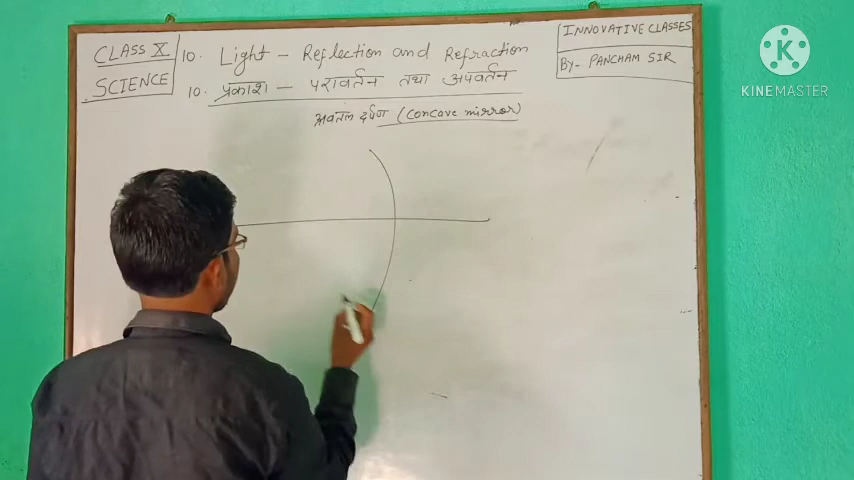 CLASS X
SCIENCE
10. Light - Reflection and Refraction
10. प्रकाश - परावर्तन तथा अपवर्तन
अवतल दर्पण (Concave mirror)
INNOVATIVE CLASSES
By- PANCHAM SIR
KINEMASTER